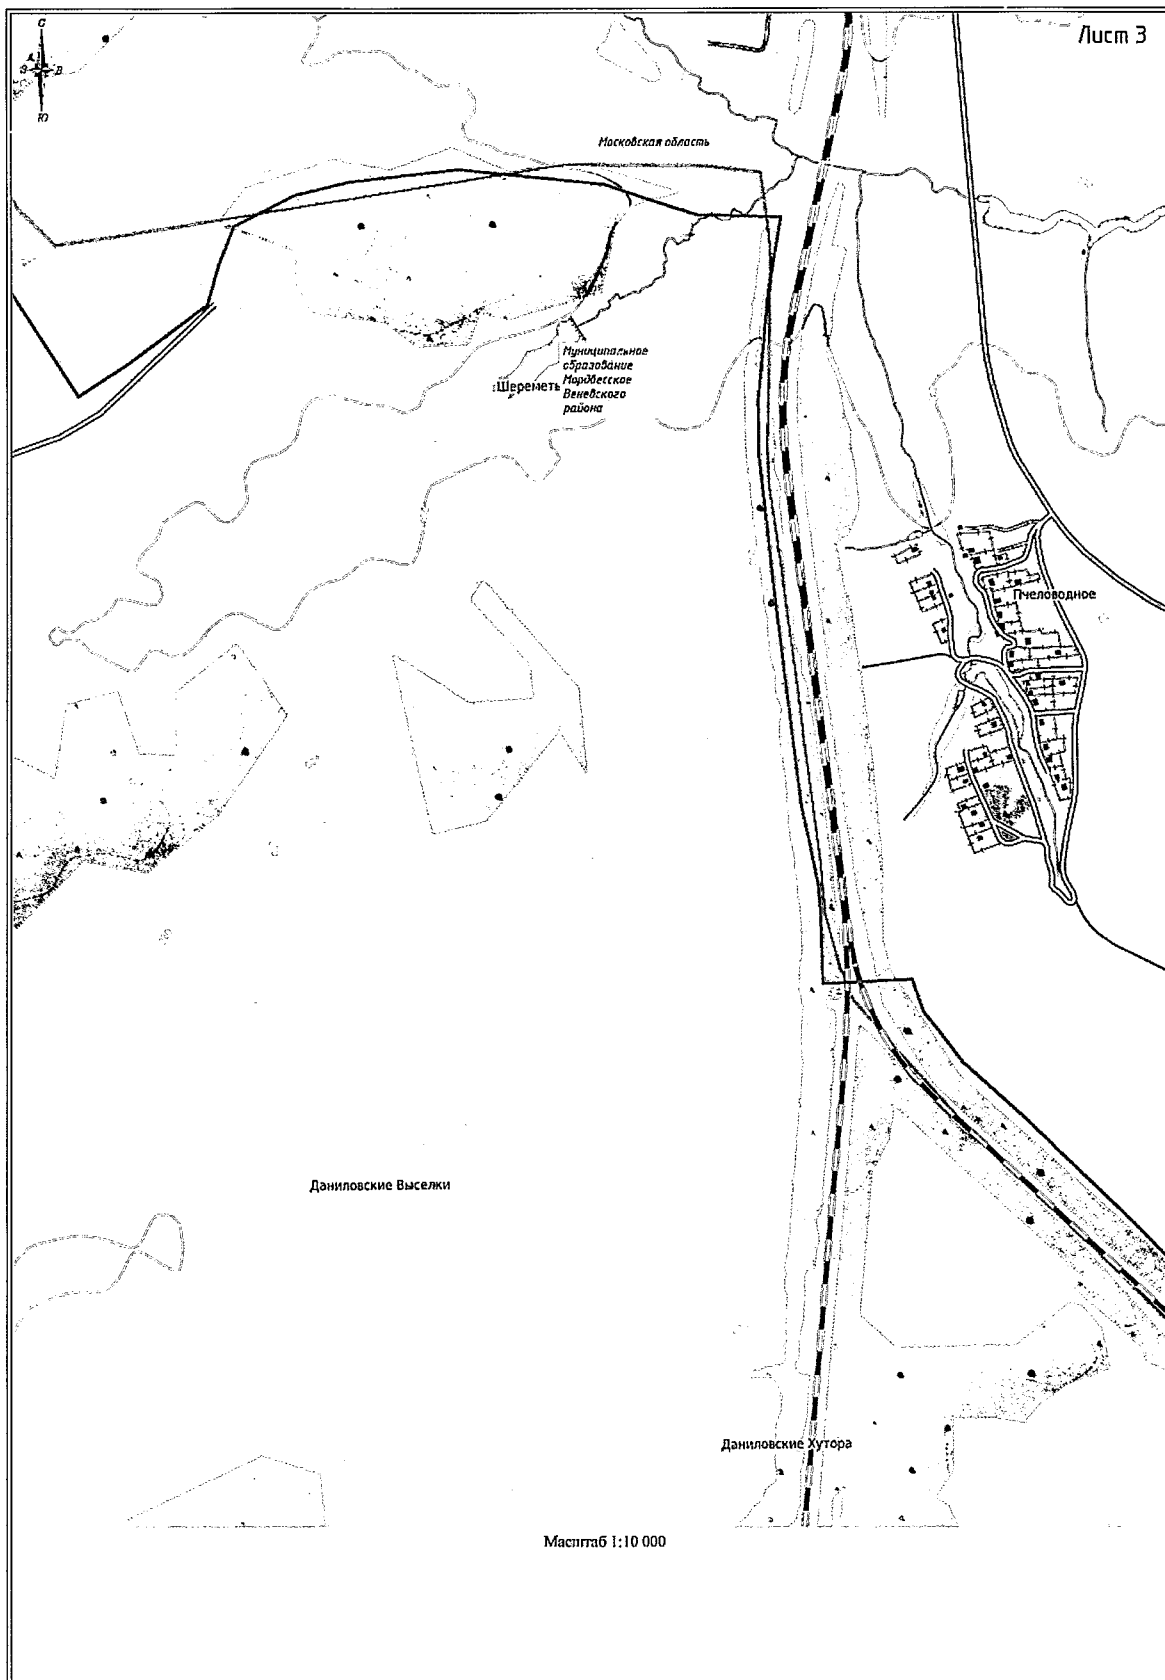 Лист 3
С
З В
Ю
Московская область
Муниципальное
образование
Мордвесское
Веневского
района
Шереметь
Пчеловодное
Даниловские Выселки
Даниловские Хутора
Масштаб 1:10 000